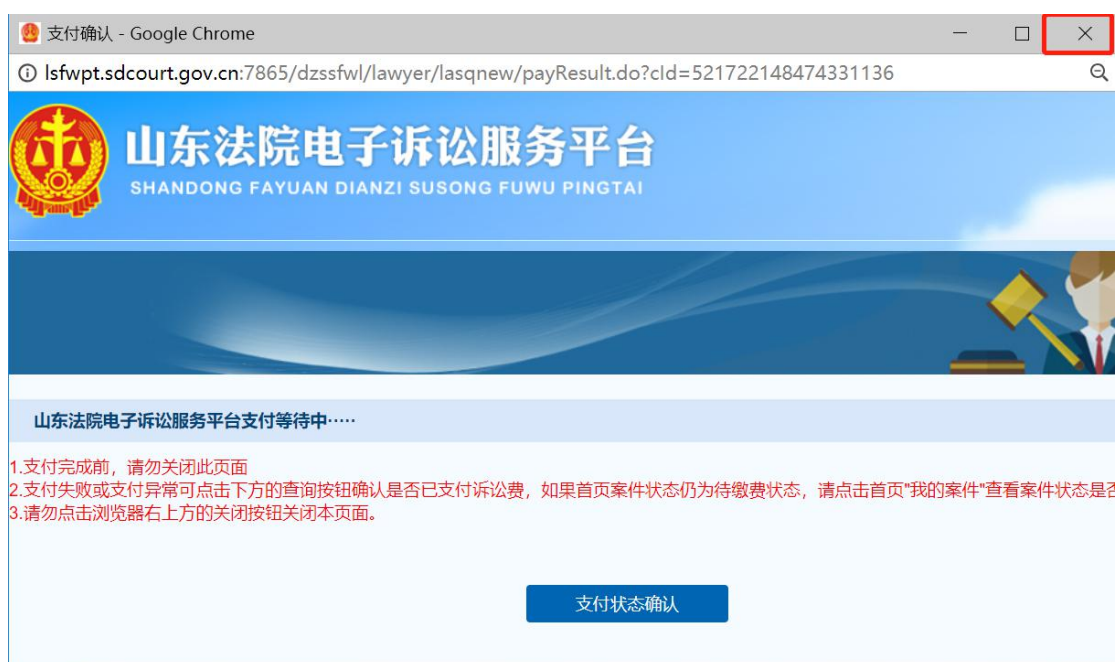 支付确认 - Google Chrome
lsfwpt.sdcourt.gov.cn:7865/dzssfwl/lawyer/lasqnew/payResult.do?cId=521722148474331136
山东法院电子诉讼服务平台
SHANDONG FAYUAN DIANZI SUSONG FUWU PINGTAI
山东法院电子诉讼服务平台支付等待中·····
1.支付完成前，请勿关闭此页面
2.支付失败或支付异常可点击下方的查询按钮确认是否已支付诉讼费，如果首页案件状态仍为待缴费状态，请点击首页"我的案件"查看案件状态是否
3.请勿点击浏览器右上方的关闭按钮关闭本页面。
支付状态确认